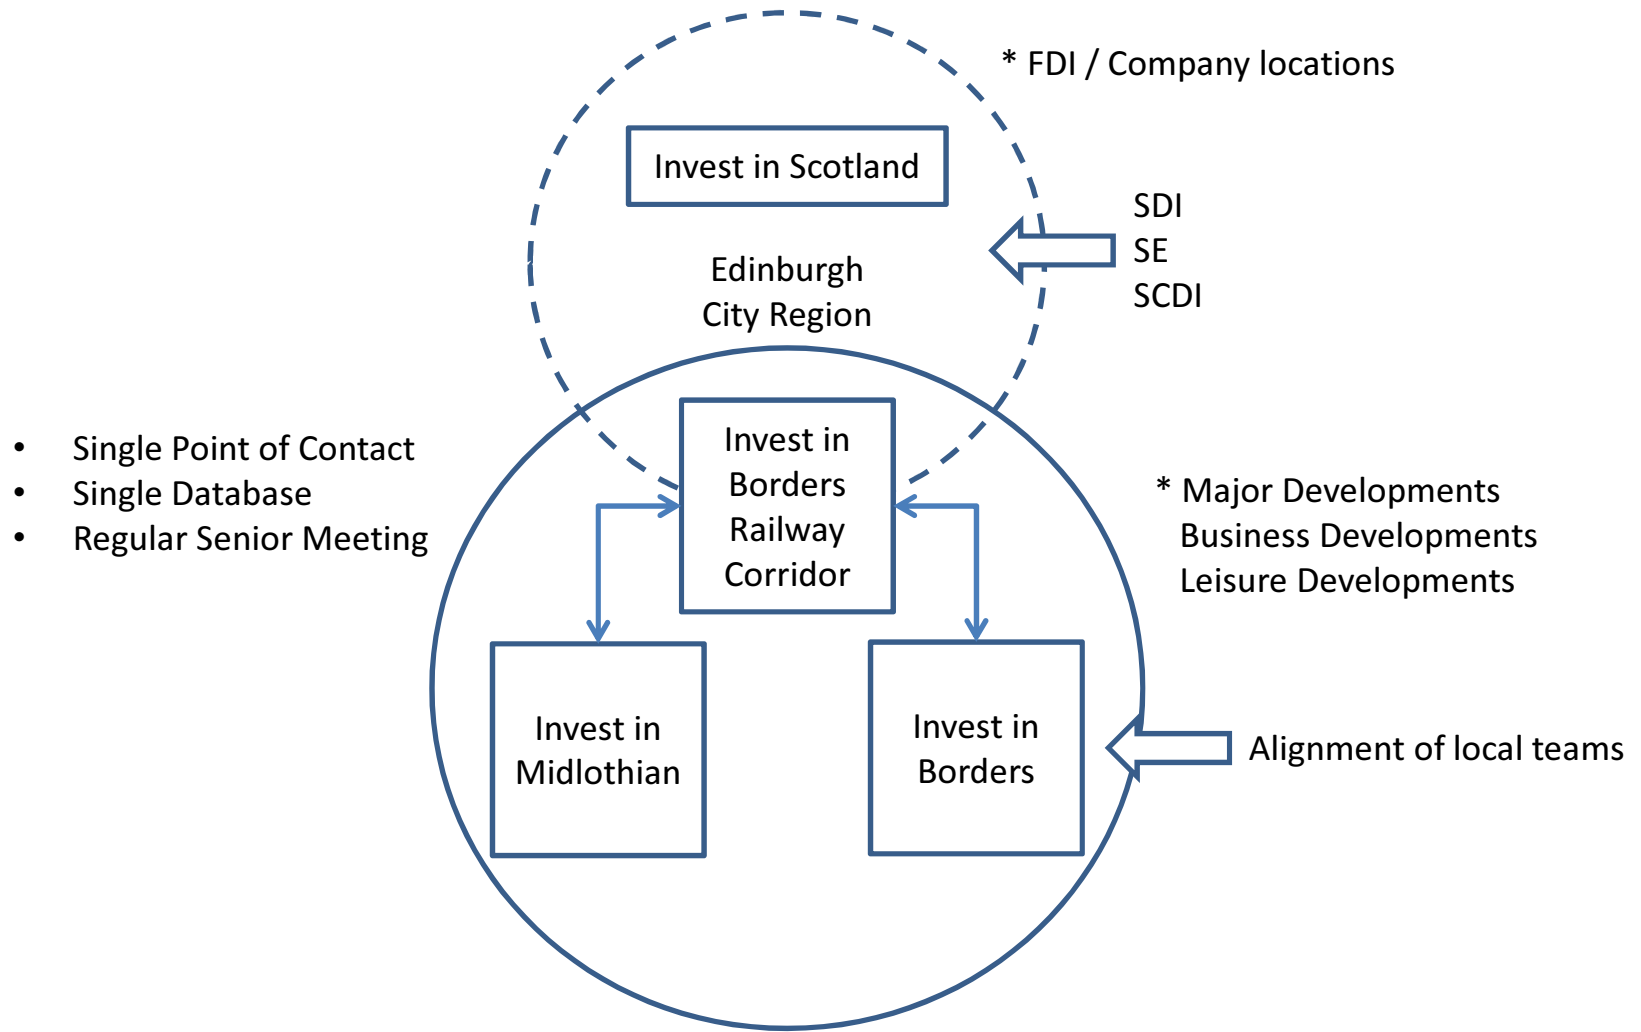 * FDI / Company locations
Invest in Scotland
SDI
SE
SCDI
Edinburgh
City Region
• Single Point of Contact
• Single Database
• Regular Senior Meeting
Invest in
Borders
Railway
Corridor
* Major Developments
Business Developments
Leisure Developments
Invest in
Midlothian
Invest in
Borders
Alignment of local teams